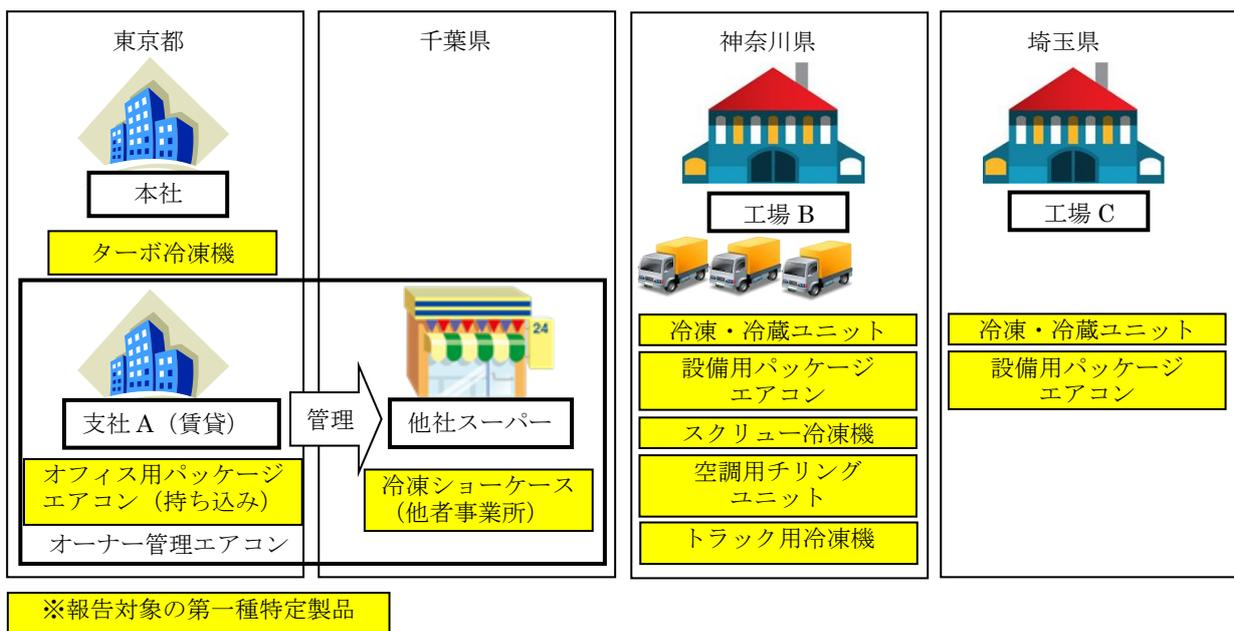 東京都
本社
ターボ冷凍機
支社 A（賃貸）
オフィス用パッケージ
エアコン（持ち込み）
オーナー管理エアコン
管理
千葉県
24
他社スーパー
冷凍ショーケース
（他者事業所）
神奈川県
工場 B
冷凍・冷蔵ユニット
設備用パッケージ
エアコン
スクリュー冷凍機
空調用チリング
ユニット
トラック用冷凍機
埼玉県
工場 C
冷凍・冷蔵ユニット
設備用パッケージ
エアコン
※報告対象の第一種特定製品